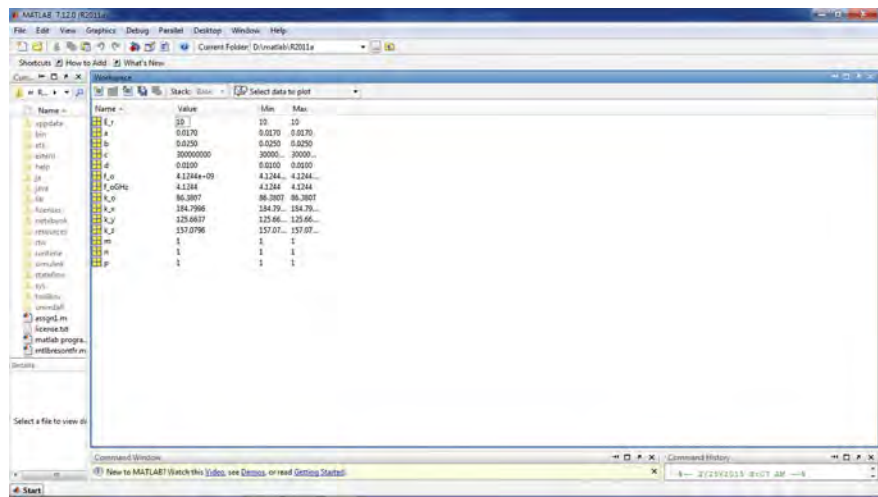 MATLAB 7.12.0 (R2011a)
File Edit View Graphics Debug Parallel Desktop Window Help
Current Folder: D:\matlab\R2011a
Shortcuts How to Add What's New
Workspace
Stack: Base Select data to plot
Name
appdata
bin
etc
extern
help
ja
java
lib
licenses
notebook
resources
rtw
runtime
simulink
stateflow
sys
toolbox
uninstall
assign1.m
license.txt
matlab progra...
mtlbresontfr.m
Details
Select a file to view de
Name Value Min Max
E_r 10 10 10
a 0.0170 0.0170 0.0170
b 0.0250 0.0250 0.0250
c 300000000 30000... 30000...
d 0.0100 0.0100 0.0100
f_o 4.1244e+09 4.1244... 4.1244...
f_oGHz 4.1244 4.1244 4.1244
k_o 86.3807 86.3807 86.3807
k_x 184.7996 184.79... 184.79...
k_y 125.6637 125.66... 125.66...
k_z 157.0796 157.07... 157.07...
m 1 1 1
n 1 1 1
p 1 1 1
Command Window
New to MATLAB? Watch this Video, see Demos, or read Getting Started.
Command History
Start